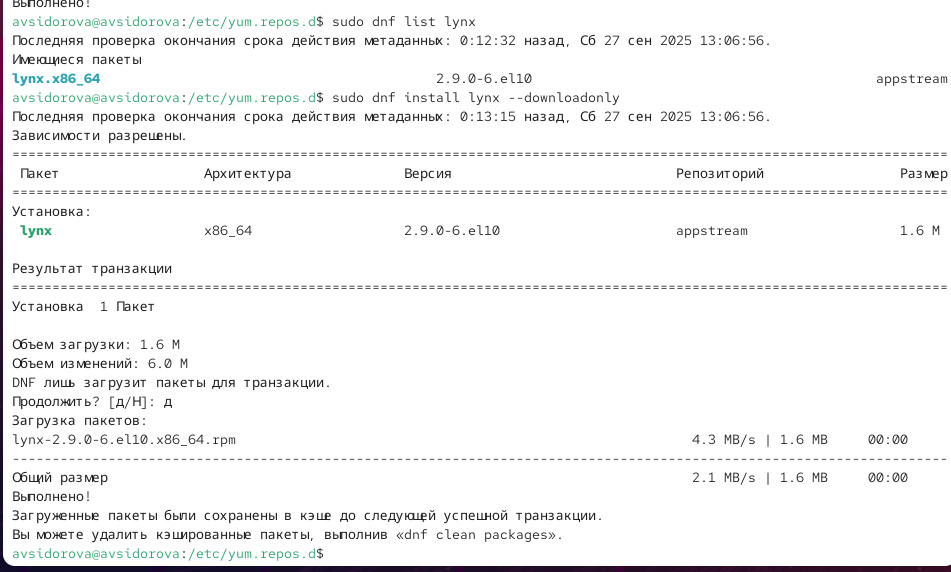 Выполнено!
avsidorova@avsidorova:/etc/yum.repos.d$ sudo dnf list lynx
Последняя проверка окончания срока действия метаданных: 0:12:32 назад, Сб 27 сен 2025 13:06:56.
Имеющиеся пакеты
lynx.x86_64 2.9.0-6.el10 appstream
avsidorova@avsidorova:/etc/yum.repos.d$ sudo dnf install lynx --downloadonly
Последняя проверка окончания срока действия метаданных: 0:13:15 назад, Сб 27 сен 2025 13:06:56.
Зависимости разрешены.
================================================================================
Пакет Архитектура Версия Репозиторий Размер
================================================================================
Установка:
lynx x86_64 2.9.0-6.el10 appstream 1.6 M
Результат транзакции
================================================================================
Установка 1 Пакет
Объем загрузки: 1.6 M
Объем изменений: 6.0 M
DNF лишь загрузит пакеты для транзакции.
Продолжить? [д/Н]: д
Загрузка пакетов:
lynx-2.9.0-6.el10.x86_64.rpm 4.3 MB/s | 1.6 MB 00:00
--------------------------------------------------------------------------------
Общий размер 2.1 MB/s | 1.6 MB 00:00
Выполнено!
Загруженные пакеты были сохранены в кэше до следующей успешной транзакции.
Вы можете удалить кэшированные пакеты, выполнив «dnf clean packages».
avsidorova@avsidorova:/etc/yum.repos.d$